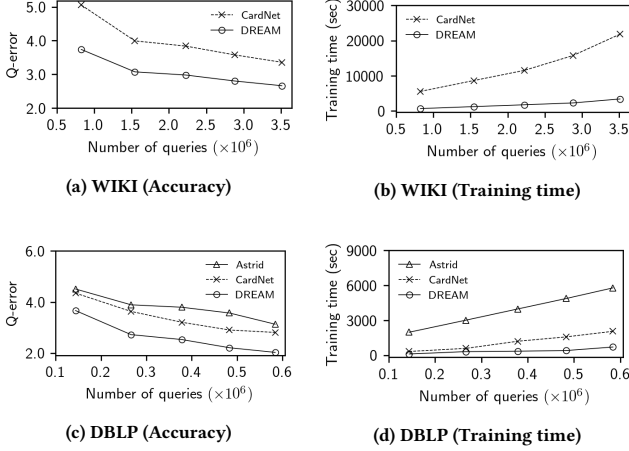 5.0
4.0
3.0
2.0
0.5 1.0 1.5 2.0 2.5 3.0 3.5
Q-error
Number of queries (×10⁶)
CardNet
DREAM
(a) WIKI (Accuracy)
30000
20000
10000
0
0.5 1.0 1.5 2.0 2.5 3.0 3.5
Training time (sec)
Number of queries (×10⁶)
CardNet
DREAM
(b) WIKI (Training time)
6.0
4.0
2.0
0.1 0.2 0.3 0.4 0.5 0.6
Q-error
Number of queries (×10⁶)
Astrid
CardNet
DREAM
(c) DBLP (Accuracy)
9000
6000
3000
0
0.1 0.2 0.3 0.4 0.5 0.6
Training time (sec)
Number of queries (×10⁶)
Astrid
CardNet
DREAM
(d) DBLP (Training time)